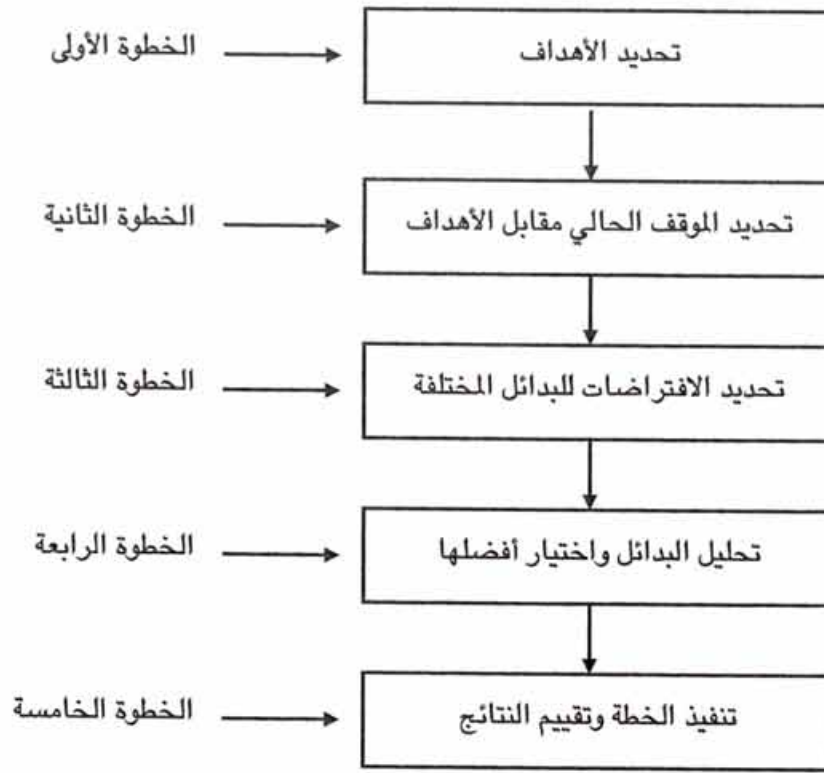 الخطوة الأولى
تحديد الأهداف
الخطوة الثانية
تحديد الموقف الحالي مقابل الأهداف
الخطوة الثالثة
تحديد الافتراضات للبدائل المختلفة
الخطوة الرابعة
تحليل البدائل واختيار أفضلها
الخطوة الخامسة
تنفيذ الخطة وتقييم النتائج